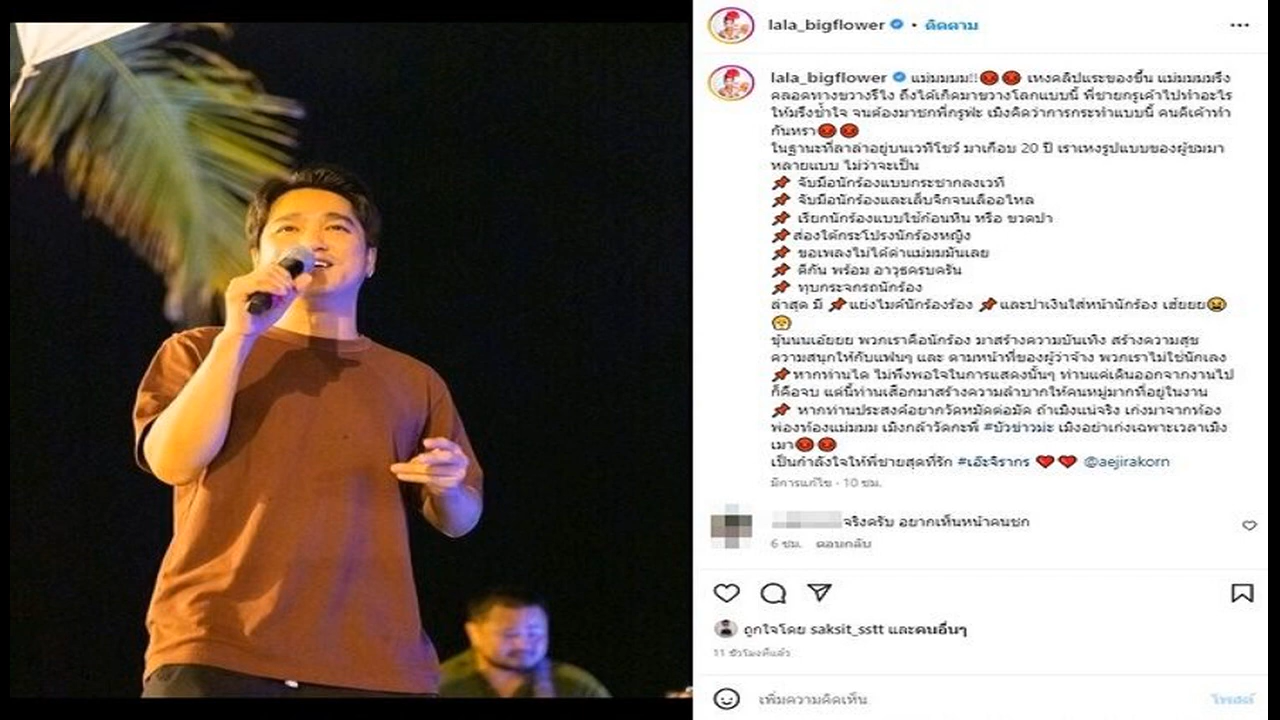 lala_bigflower • ติดตาม
lala_bigflower แม่มมมม!!😡😡 เหงคลิปแระของขึ้น แม่มมมมรึง
คลอดทางขวางรึไง ถึงได้เกิดมาขวางโลกแบบนี้ พี่ชายกรูเค้าไปทำอะไร
ให้มรึงช้ำใจ จนต้องมาชกพี่กรูฟ่ะ เมิงคิดว่าการกระทำแบบนี้ คนดีเค้าทำ
กันหรา😡😡
ในฐานะที่ลาล่าอยู่บนเวทีโชว์ มาเกือบ 20 ปี เราเหงรูปแบบของผู้ชมมา
หลายแบบ ไม่ว่าจะเป็น
📌 จับมือนักร้องแบบกระชากลงเวที
📌 จับมือนักร้องและเล็บจิกจนเลืออไหล
📌 เรียกนักร้องแบบใช้ก้อนหิน หรือ ขวดปา
📌ส่องใต้กระโปรงนักร้องหญิง
📌 ขอเพลงไม่ได้ด่าแม่มมมันเลย
📌 ตีกัน พร้อม อาวุธครบครัน
📌 ทุบกระจกรถนักร้อง
ล่าสุด มี 📌แย่งไมค์นักร้องร้อง 📌และปาเงินใส่หน้านักร้อง เฮ้ยยย😫
😤
ขุ้นนนเอ้ยยย พวกเราคือนักร้อง มาสร้างความบันเทิง สร้างความสุข
ความสนุกให้กับแฟนๆ และ ตามหน้าที่ของผู้ว่าจ้าง พวกเราไม่ใช่นักเลง
📌หากท่านใด ไม่พึงพอใจในการแสดงนั้นๆ ท่านแค่เดินออกจากงานไป
ก็คือจบ แต่นี้ท่านเลือกมาสร้างความลำบากให้คนหมู่มากที่อยู่ในงาน
📌 หากท่านประสงค์อยากวัดหมัดต่อมัด ถ้าเมิงแน่จริง เก่งมาจากท้อง
พ่องท้องแม่มมม เมิงกล้าวัดกะพี่ #บัวขาวม่ะ เมิงอย่าเก่งเฉพาะเวลาเมิง
เมา😡😡
เป็นกำลังใจให้พี่ชายสุดที่รัก #เอ๊ะจิรากร ❤️❤️ @aejirakorn
มีการแก้ไข · 10 ชม.
จริงครับ อยากเห็นหน้าคนชก
6 ชม. ตอบกลับ
ถูกใจโดย saksit_sstt และคนอื่นๆ
11 ชั่วโมงที่แล้ว
เพิ่มความคิดเห็น
โพสต์